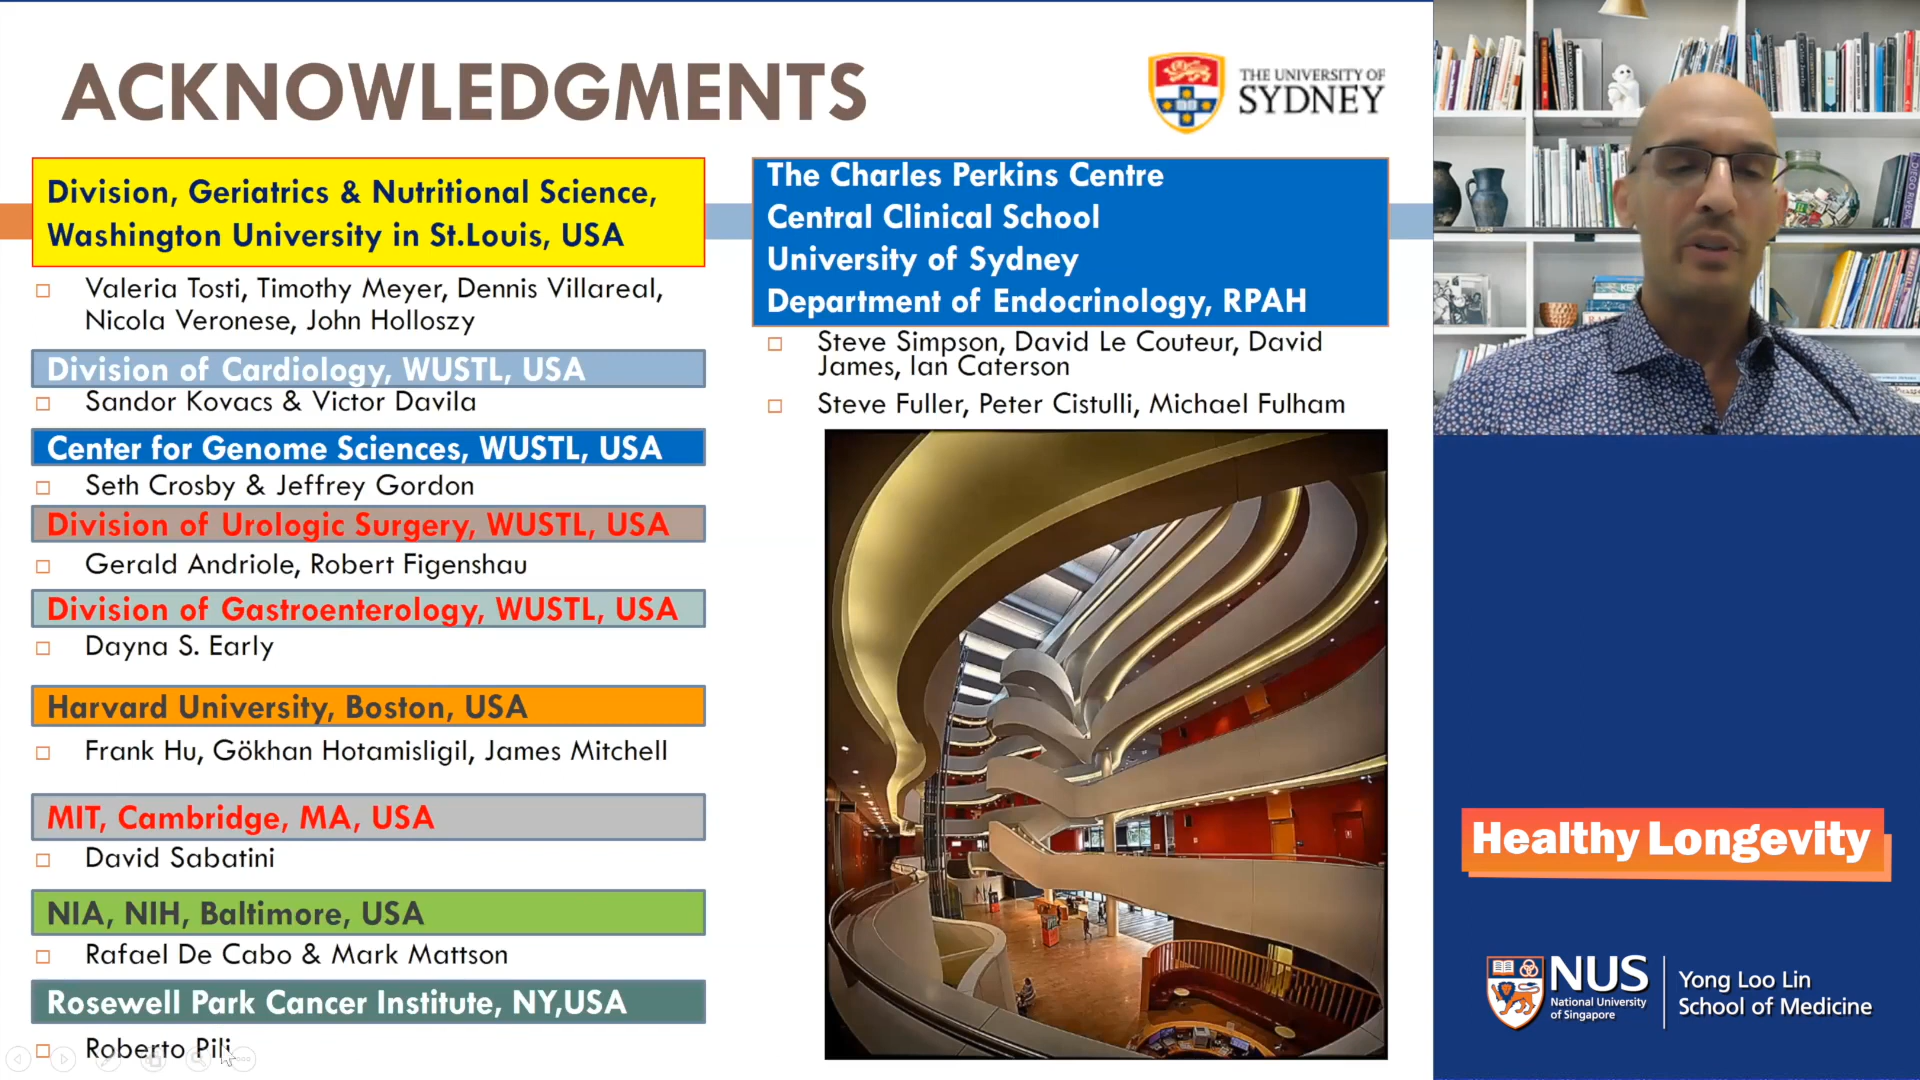 ACKNOWLEDGMENTS
THE UNIVERSITY OF
SYDNEY
Division, Geriatrics & Nutritional Science,
Washington University in St.Louis, USA
Valeria Tosti, Timothy Meyer, Dennis Villareal,
Nicola Veronese, John Holloszy
Division of Cardiology, WUSTL, USA
Sandor Kovacs & Victor Davila
Center for Genome Sciences, WUSTL, USA
Seth Crosby & Jeffrey Gordon
Division of Urologic Surgery, WUSTL, USA
Gerald Andriole, Robert Figenshau
Division of Gastroenterology, WUSTL, USA
Dayna S. Early
Harvard University, Boston, USA
Frank Hu, Gökhan Hotamisligil, James Mitchell
MIT, Cambridge, MA, USA
David Sabatini
NIA, NIH, Baltimore, USA
Rafael De Cabo & Mark Mattson
Rosewell Park Cancer Institute, NY,USA
Roberto Pili
The Charles Perkins Centre
Central Clinical School
University of Sydney
Department of Endocrinology, RPAH
Steve Simpson, David Le Couteur, David
James, Ian Caterson
Steve Fuller, Peter Cistulli, Michael Fulham
DIEGO RIVERA
Healthy Longevity
NUS
National University
of Singapore
Yong Loo Lin
School of Medicine